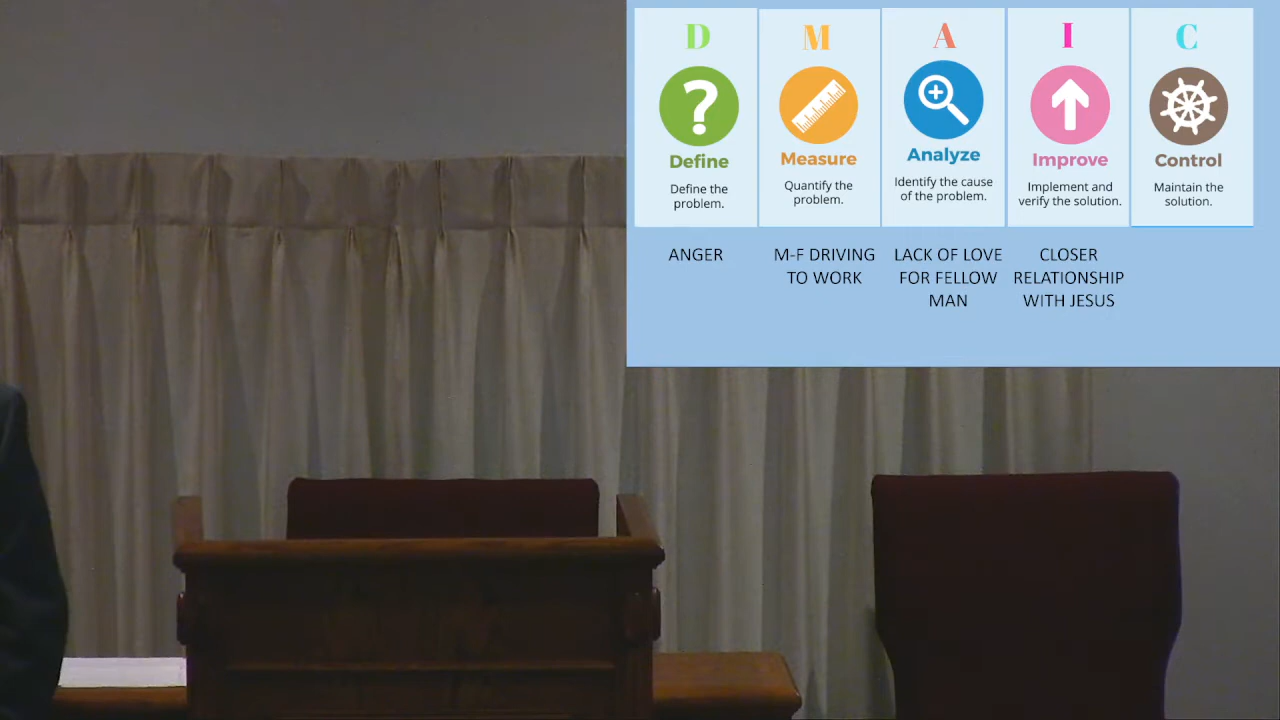 D
Define
Define the
problem.
ANGER
M
Measure
Quantify the
problem.
M-F DRIVING
TO WORK
A
Analyze
Identify the cause
of the problem.
LACK OF LOVE
FOR FELLOW
MAN
I
Improve
Implement and
verify the solution.
CLOSER
RELATIONSHIP
WITH JESUS
C
Control
Maintain the
solution.